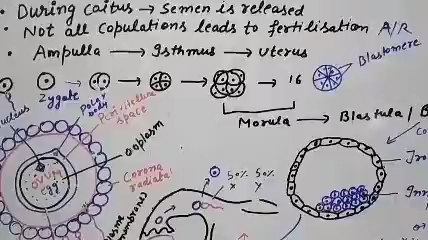 • During coitus → Semen is released
• Not all copulations leads to fertilisation A/R
• Ampulla → Isthmus → Uterus
Blastomere
16
Zygote
Polar body
Perivitelline space
Morula → Blastula /
ooplasm
OVUM
egg
Corona radiata
50% 50%
x y